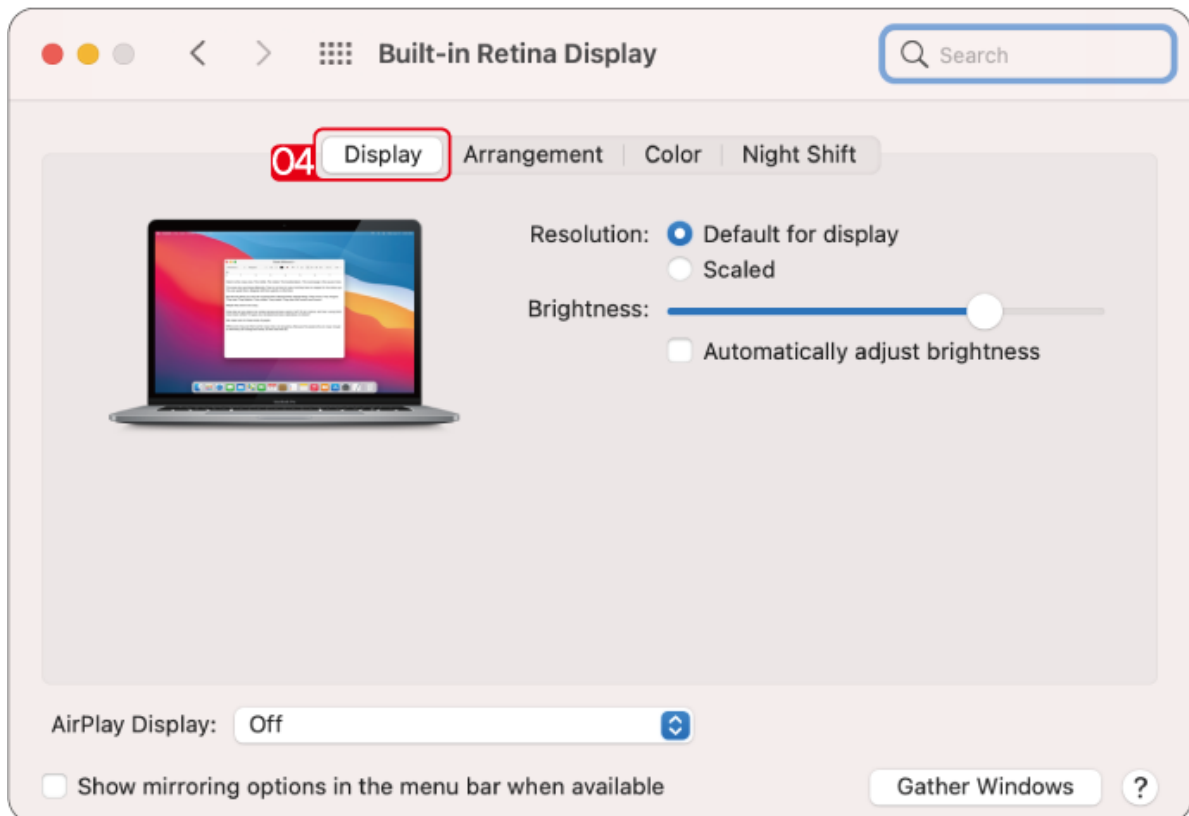 Built-in Retina Display
Search
04
Display
Arrangement
Color
Night Shift
Resolution:
Default for display
Scaled
Brightness:
Automatically adjust brightness
AirPlay Display:
Off
Show mirroring options in the menu bar when available
Gather Windows
?